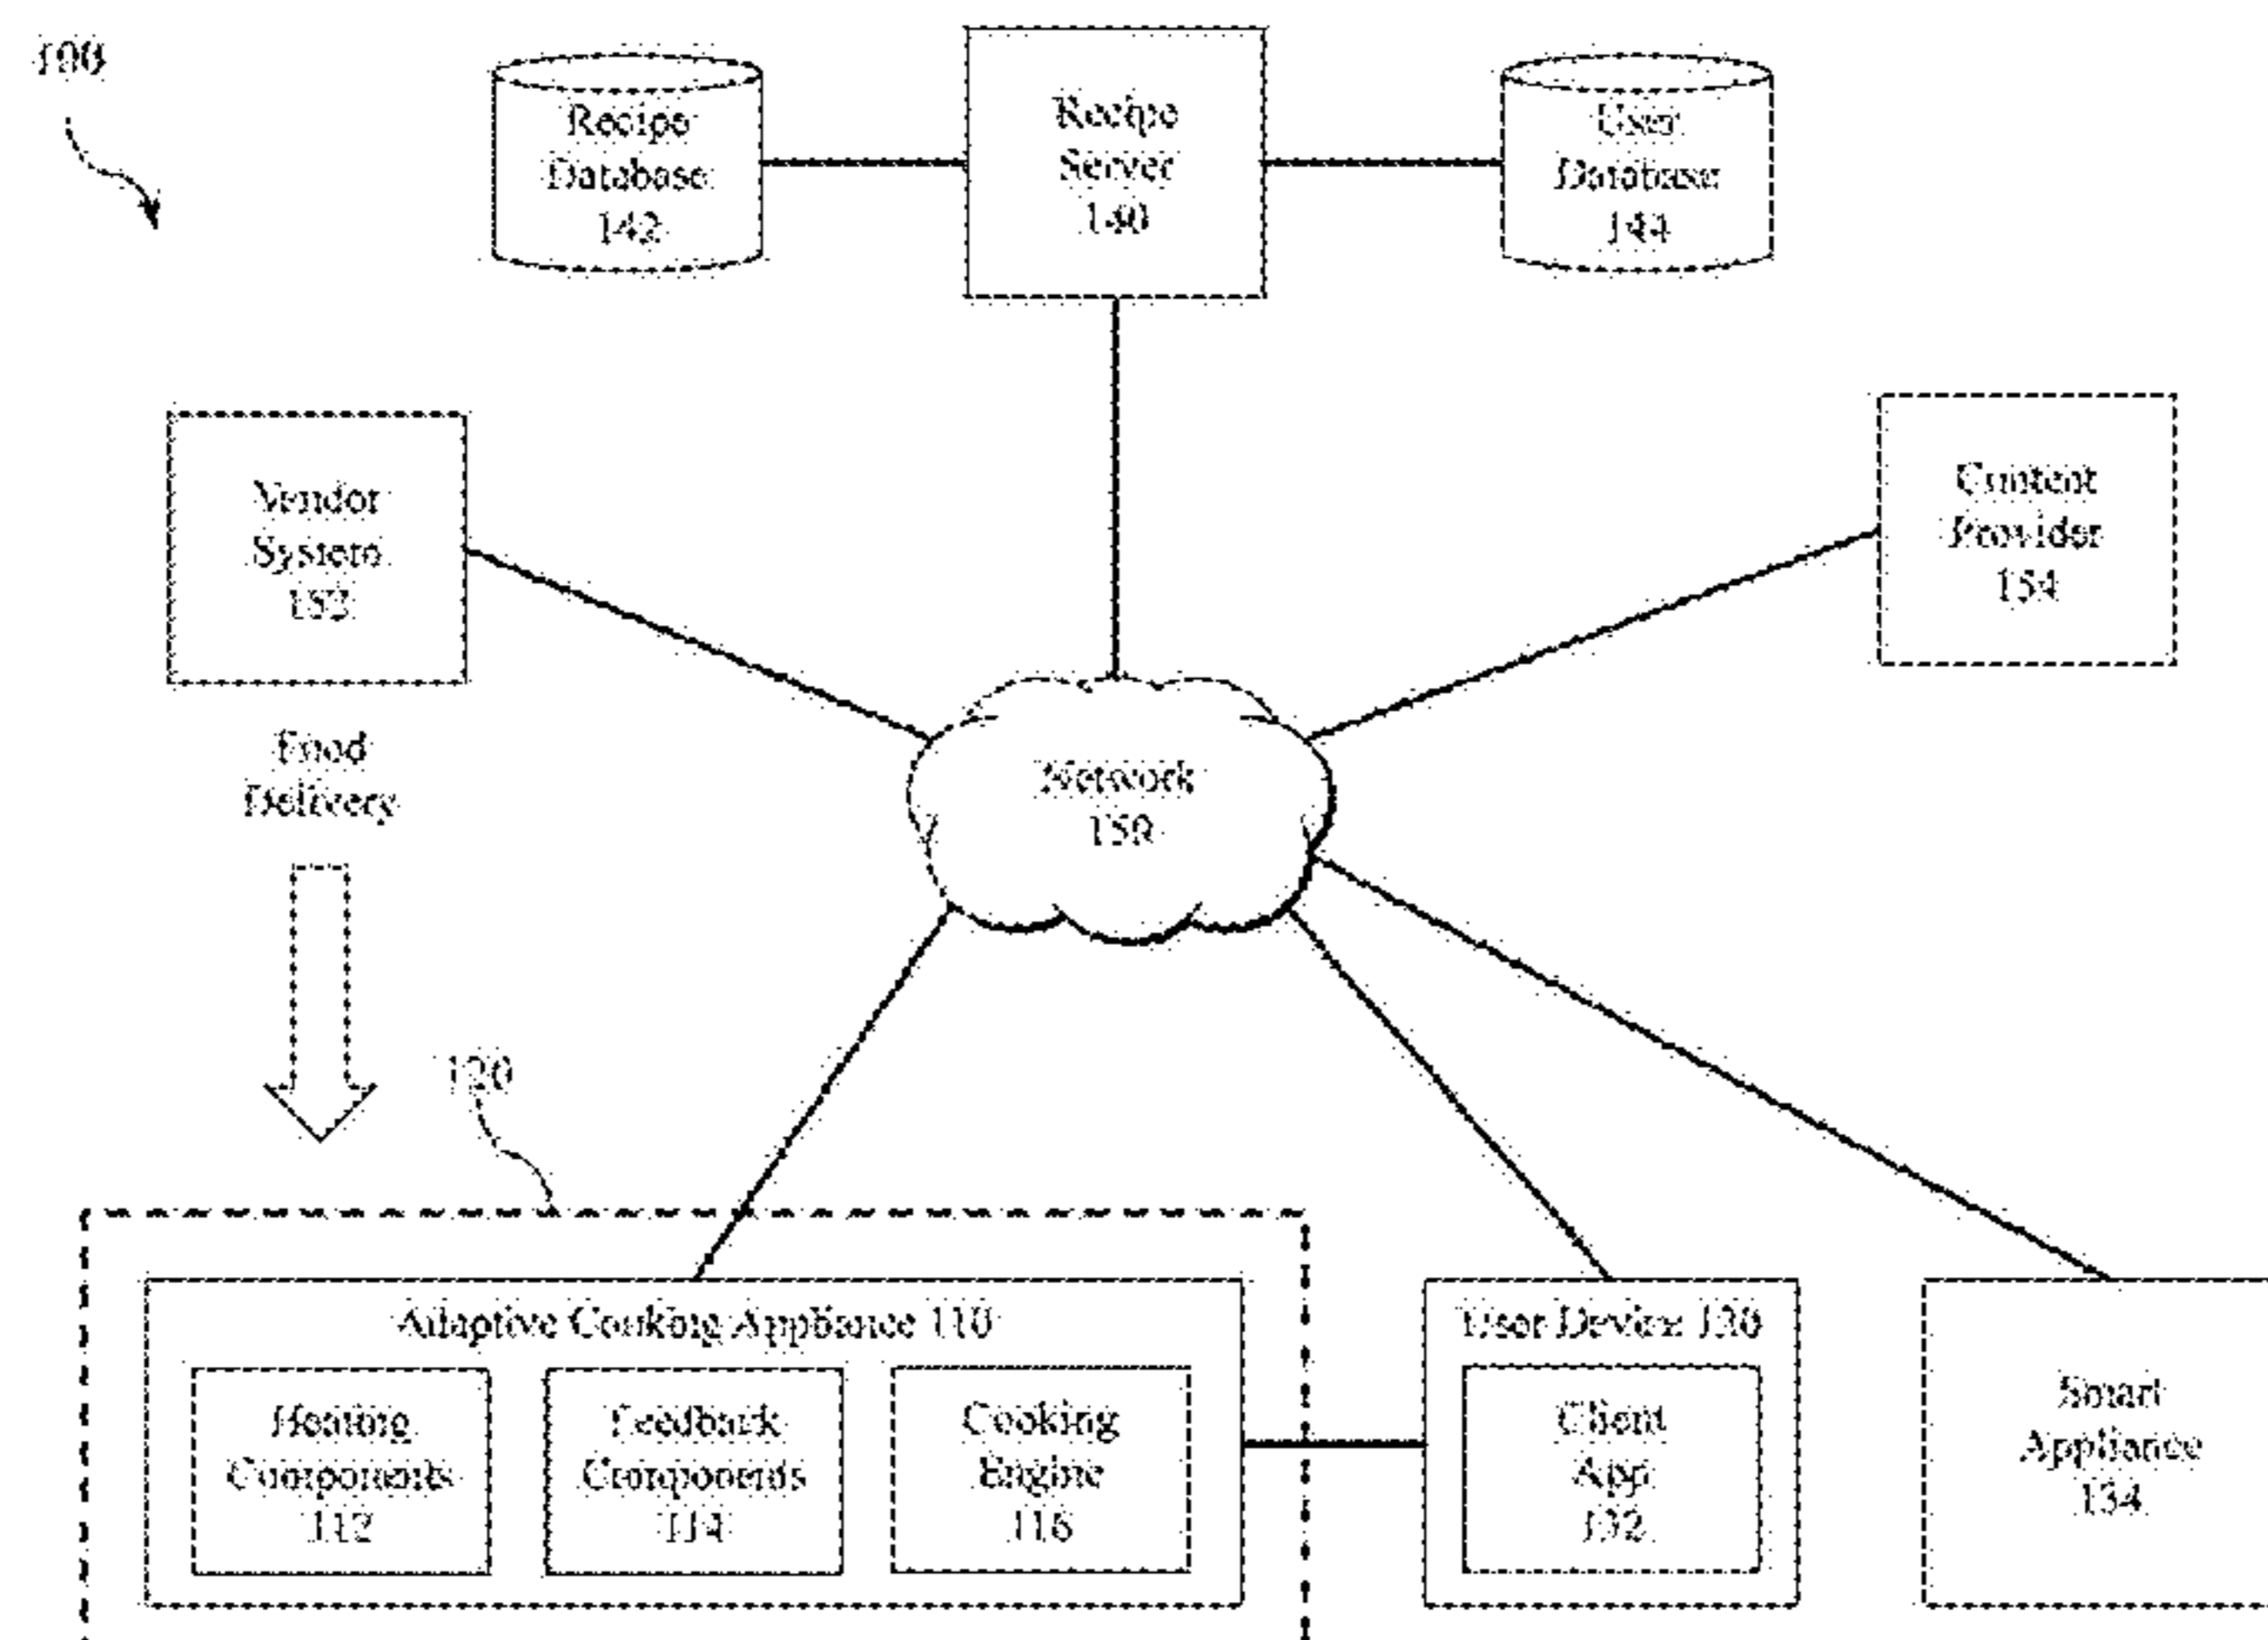 100
Recipe
Database
142
Recipe
Server
140
User
Database
144
Vendor
System
152
Content
Provider
154
Food
Delivery
Network
150
120
Adaptive Cooking Appliance 110
Heating
Components
112
Feedback
Components
114
Cooking
Engine
116
User Device 130
Client
App
132
Smart
Appliance
134